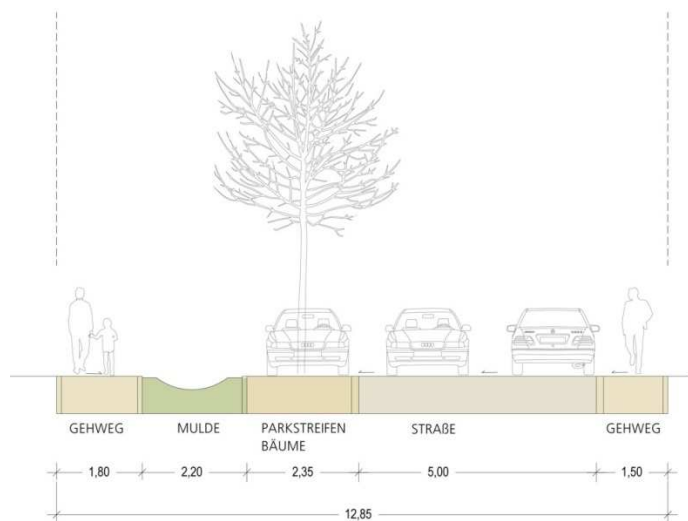 GEHWEG MULDE PARKSTREIFEN STRAßE GEHWEG
BÄUME
1,80 2,20 2,35 5,00 1,50
12,85